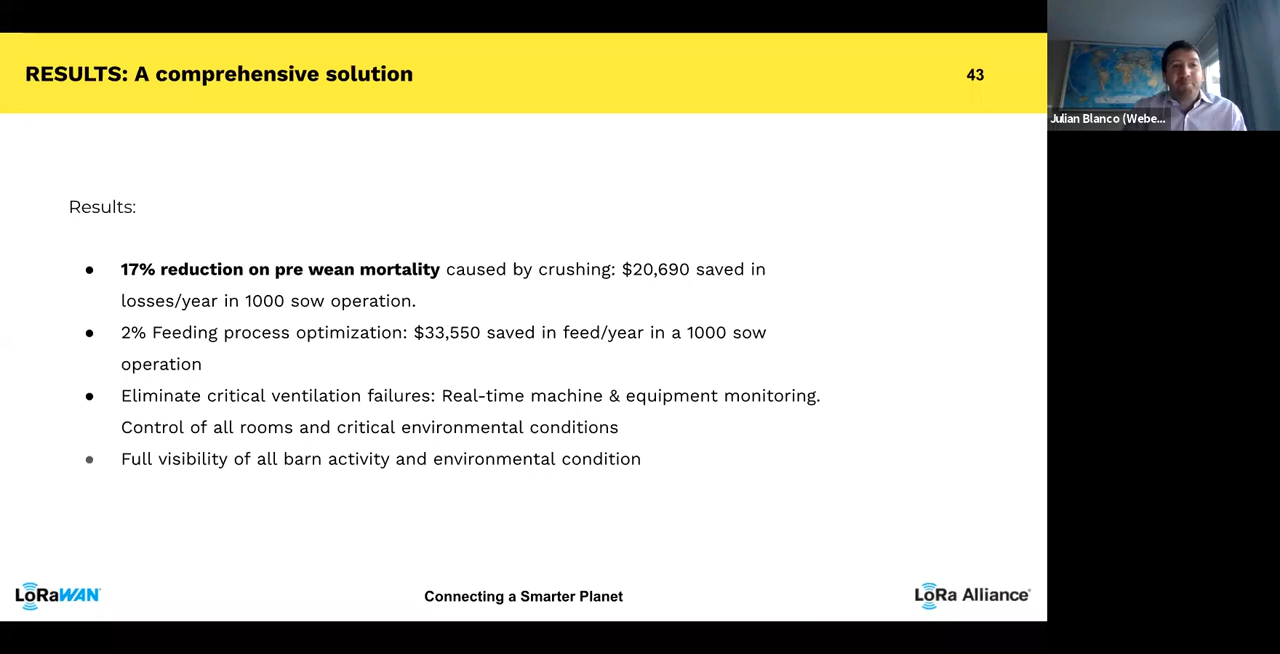 RESULTS: A comprehensive solution
43
Julian Blanco (Webe...
Results:
● 17% reduction on pre wean mortality caused by crushing: $20,690 saved in
losses/year in 1000 sow operation.
● 2% Feeding process optimization: $33,550 saved in feed/year in a 1000 sow
operation
● Eliminate critical ventilation failures: Real-time machine & equipment monitoring.
Control of all rooms and critical environmental conditions
● Full visibility of all barn activity and environmental condition
LoRaWAN
Connecting a Smarter Planet
LoRa Alliance